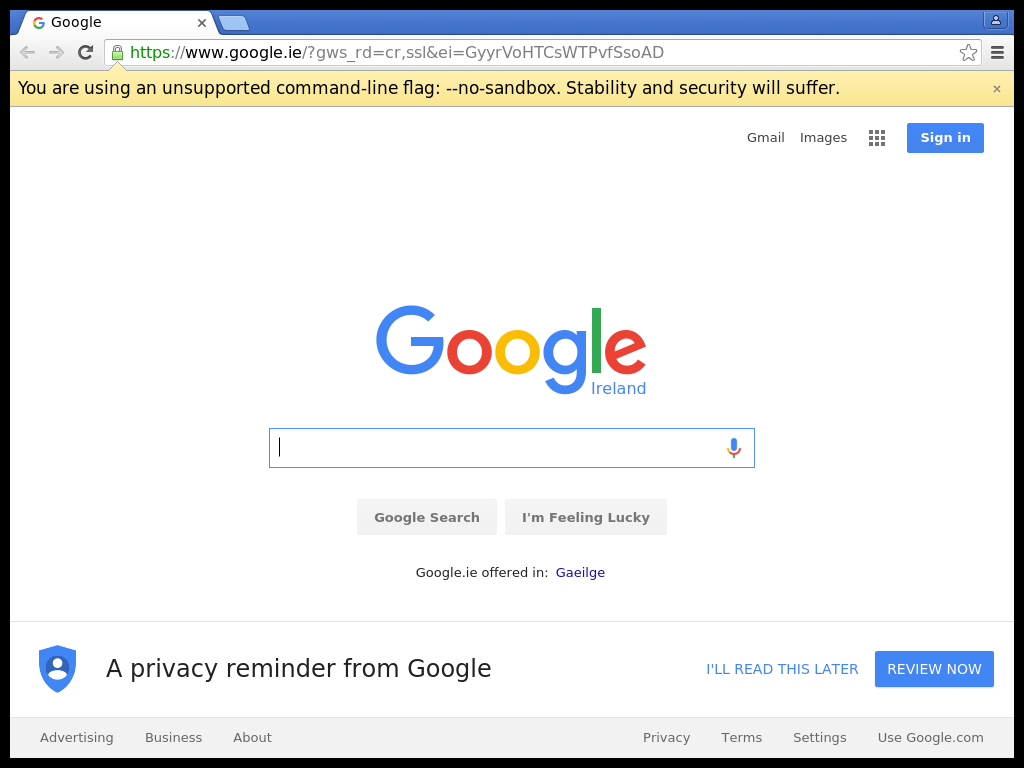 Google
https://www.google.ie/?gws_rd=cr,ssl&ei=GyyrVoHTCsWTPvfSsoAD
You are using an unsupported command-line flag: --no-sandbox. Stability and security will suffer.
Gmail Images Sign in
Google
Ireland
Google Search I'm Feeling Lucky
Google.ie offered in: Gaeilge
A privacy reminder from Google I'LL READ THIS LATER REVIEW NOW
Advertising Business About Privacy Terms Settings Use Google.com